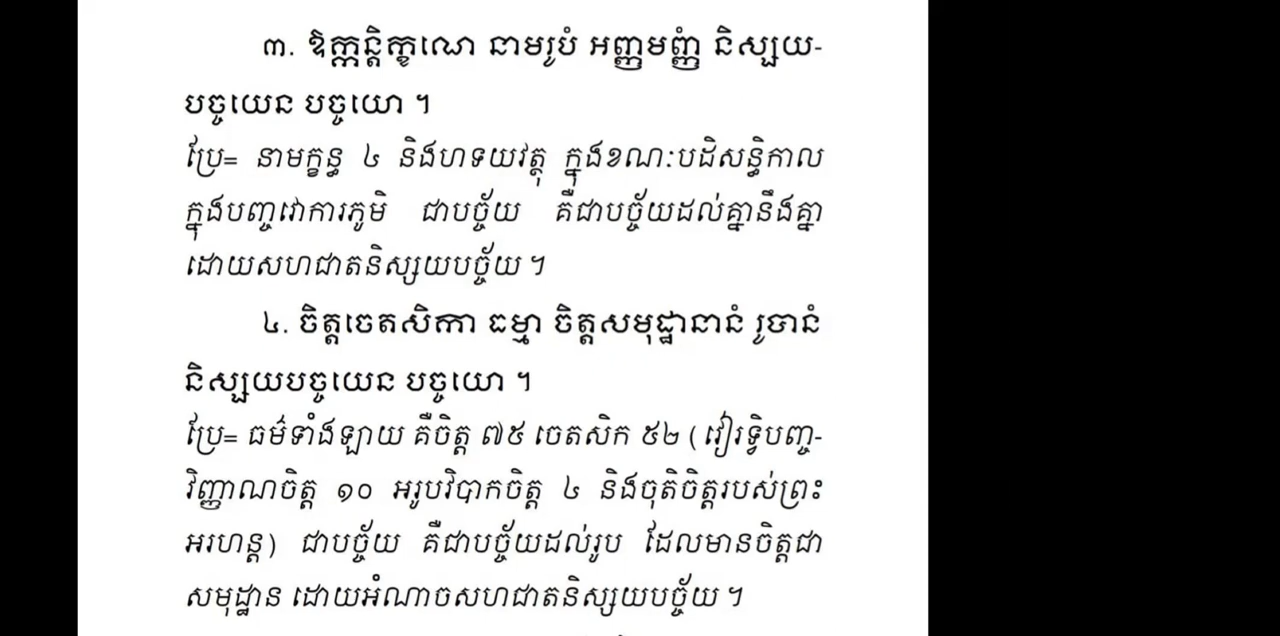 ៣. ឱក្កន្តិក្ខណេ នាមរូបំ អញ្ញមញ្ញំ និស្សយ-
បច្ចយេន បច្ចយោ ។
ប្រែ= នាមក្ខន្ធ ៤ និងហទយវត្ថុ ក្នុងខណៈបដិសន្ធិកាល
ក្នុងបញ្ចវោការភូមិ ជាបច្ច័យ គឺជាបច្ច័យដល់គ្នានឹងគ្នា
ដោយសហជាតនិស្សយបច្ច័យ ។
៤. ចិត្តចេតសិកា ធម្មា ចិត្តសមុដ្ឋានានំ រូបានំ
និស្សយបច្ចយេន បច្ចយោ ។
ប្រែ= ធម៌ទាំងឡាយ គឺចិត្ត ៧៥ ចេតសិក ៥២ ( វៀរទ្វិបញ្ច-
វិញ្ញាណចិត្ត ១០ អរូបវិបាកចិត្ត ៤ និងចុតិចិត្តរបស់ព្រះ
អរហន្ត) ជាបច្ច័យ គឺជាបច្ច័យដល់រូប ដែលមានចិត្តជា
សមុដ្ឋាន ដោយអំណាចសហជាតនិស្សយបច្ច័យ ។